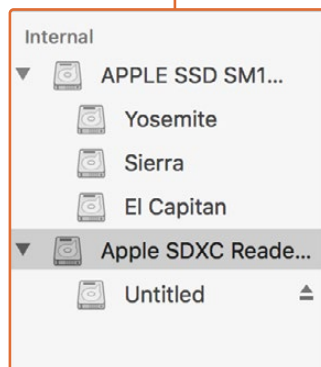 Internal
APPLE SSD SM1...
Yosemite
Sierra
El Capitan
Apple SDXC Reade...
Untitled